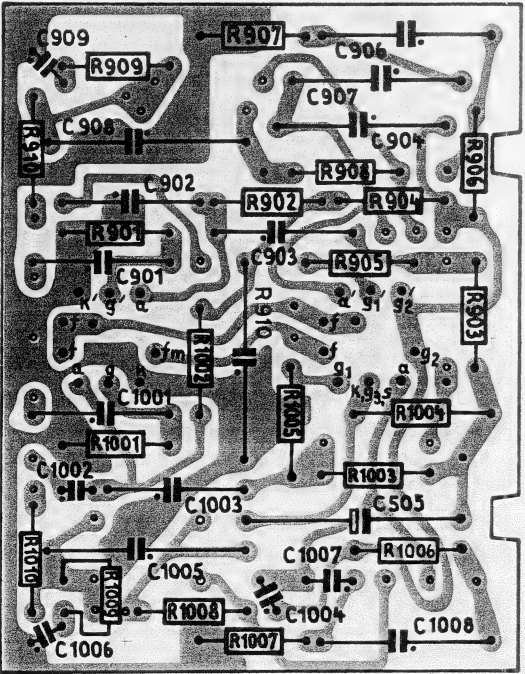 R907
C909
C906
R909
C907
C908
C904
R910
R908
R906
C902
R902
R904
R901
C903
C901
R905
k' g' a'
a' g1' g2'
R910
R903
f
f
R1002
f
fm
f
g2
a g k
g1
k,g3,s
a
C1001
R1005
R1004
R1001
C1002
R1003
C1003
C505
R1010
C1005
C1007
R1006
R1009
R1008
C1004
C1006
R1007
C1008